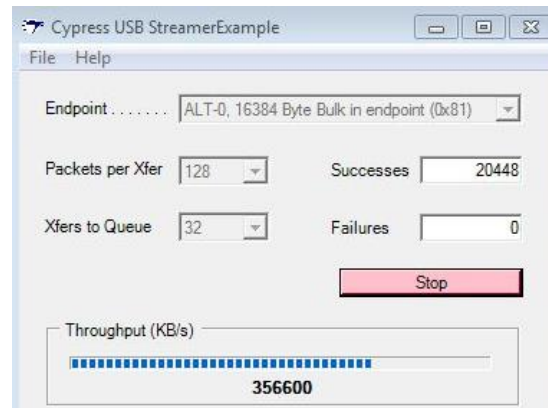 Cypress USB StreamerExample
File Help
Endpoint . . . . . . . ALT-0, 16384 Byte Bulk in endpoint (0x81)
Packets per Xfer 128 Successes 20448
Xfers to Queue 32 Failures 0
Stop
Throughput (KB/s)
356600